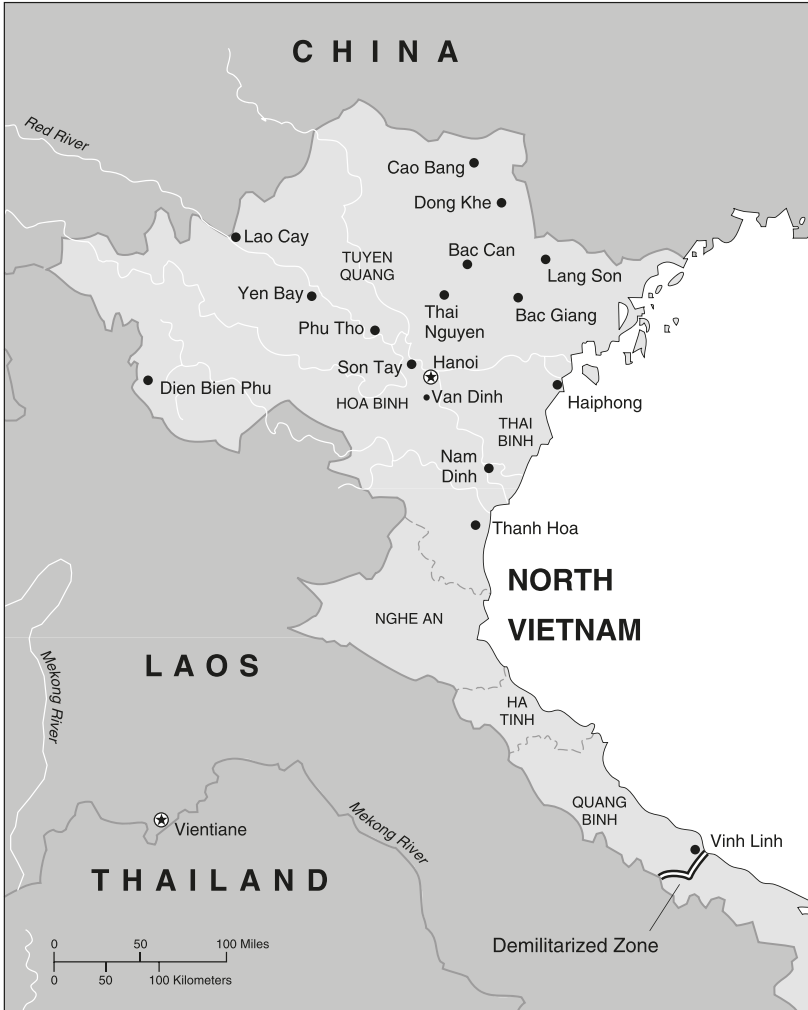 CHINA
Red River
Cao Bang
Dong Khe
Lao Cay
Bac Can
TUYEN
QUANG
Lang Son
Yen Bay
Thai
Nguyen
Bac Giang
Phu Tho
Son Tay
Hanoi
Dien Bien Phu
HOA BINH
Van Dinh
Haiphong
THAI
BINH
Nam
Dinh
Thanh Hoa
NORTH
VIETNAM
NGHE AN
LAOS
Mekong River
HA
TINH
QUANG
BINH
Mekong River
Vientiane
Vinh Linh
THAILAND
Demilitarized Zone
0 50 100 Miles
0 50 100 Kilometers